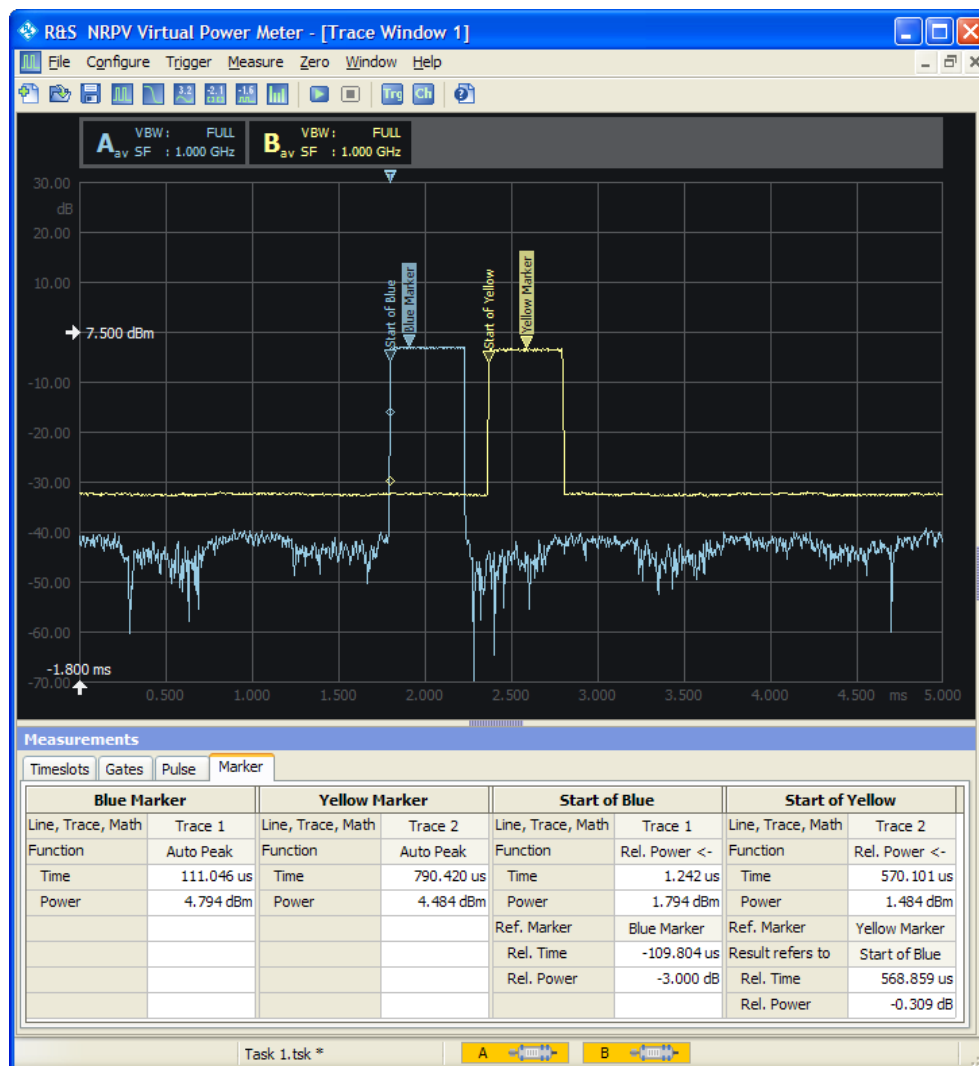 R&S NRPV Virtual Power Meter - [Trace Window 1]
File Configure Trigger Measure Zero Window Help
3.2 -2.1 -1.6 Trg Ch
A av VBW: FULL SF : 1.000 GHz
B av VBW: FULL SF : 1.000 GHz
30.00
dB
20.00
10.00
7.500 dBm
-10.00
-20.00
-30.00
-40.00
-50.00
-60.00
-70.00
Start of Blue
Blue Marker
Start of Yellow
Yellow Marker
-1.800 ms
0.500 1.000 1.500 2.000 2.500 3.000 3.500 4.000 4.500 ms 5.000
Measurements
Timeslots Gates Pulse Marker
Blue Marker Yellow Marker Start of Blue Start of Yellow
Line, Trace, Math Trace 1 Line, Trace, Math Trace 2 Line, Trace, Math Trace 1 Line, Trace, Math Trace 2
Function Auto Peak Function Auto Peak Function Rel. Power <- Function Rel. Power <-
Time 111.046 us Time 790.420 us Time 1.242 us Time 570.101 us
Power 4.794 dBm Power 4.484 dBm Power 1.794 dBm Power 1.484 dBm
Ref. Marker Blue Marker Ref. Marker Yellow Marker
Rel. Time -109.804 us Result refers to Start of Blue
Rel. Power -3.000 dB Rel. Time 568.859 us
Rel. Power -0.309 dB
Task 1.tsk * A B